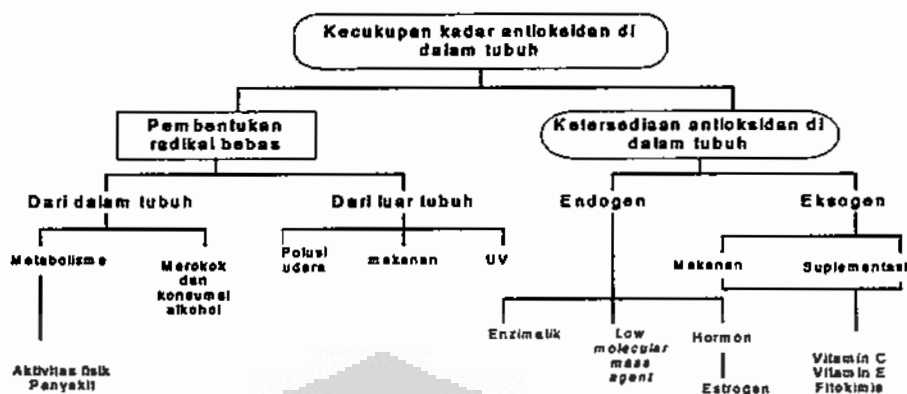 Kecukupan kadar antioksidan di
dalam tubuh
Pembentukan
radikal bebas
Ketersediaan antioksidan di
dalam tubuh
Dari dalam tubuh
Dari luar tubuh
Endogen
Eksogen
Metabolisme
Merokok
dan
konsumsi
alkohol
Polusi
udara
makanan
UV
Makanan
Suplementasi
Enzimatik
Low
molecular
mass
agent
Hormon
Aktivitas fisik
Penyakit
Estrogen
Vitamin C
Vitamin E
Fitokimia